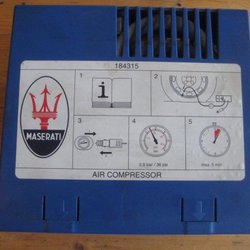 184315
1
i
2
MASERATI
3
4
5
2,5 bar / 36 psi
max. 5 min
AIR COMPRESSOR